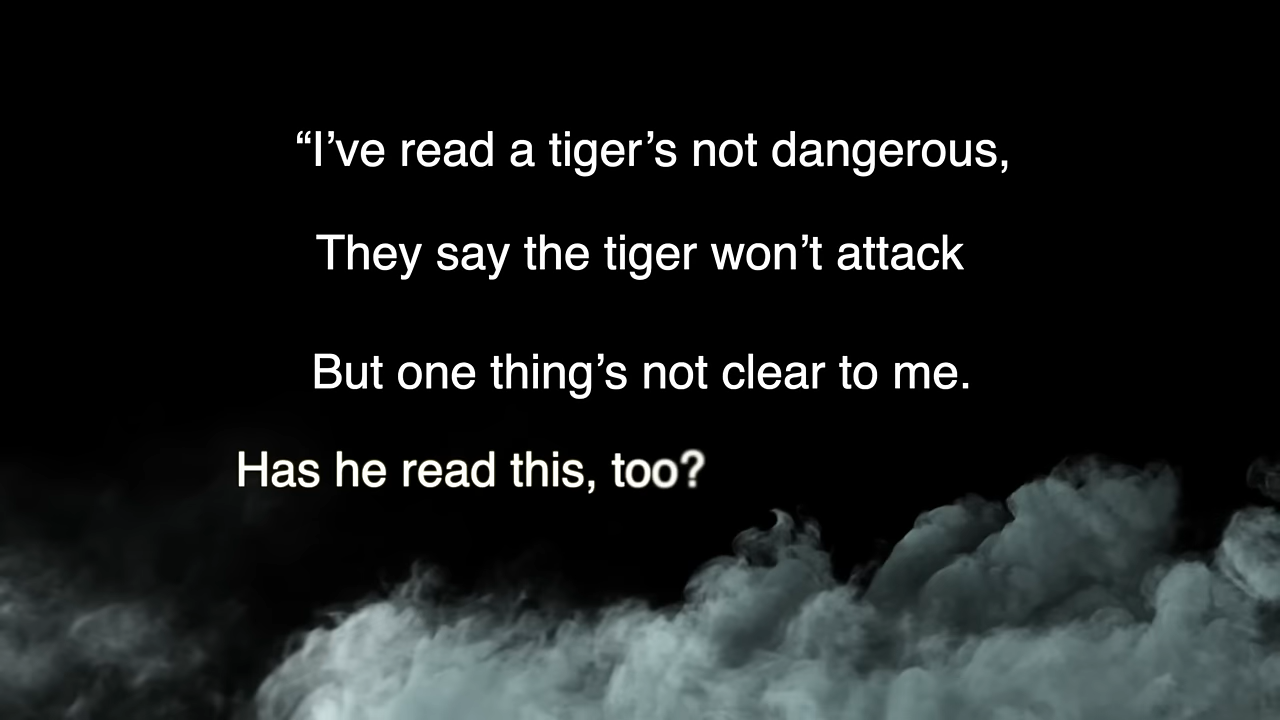 “I’ve read a tiger’s not dangerous,
They say the tiger won’t attack
But one thing’s not clear to me.
Has he read this, too?